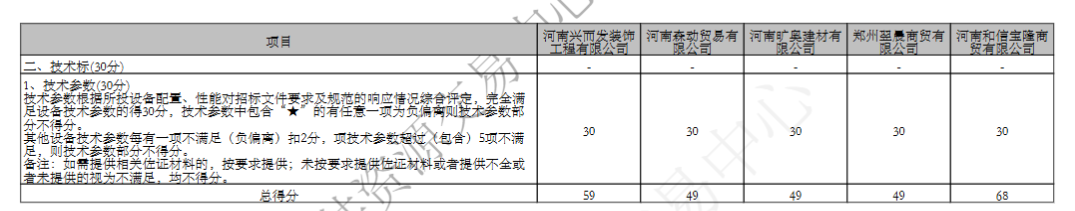 项目 河南兴而发装饰工程有限公司 河南森动贸易有限公司 河南旷奥建材有限公司 郑州翌晨商贸有限公司 河南和信宝隆商贸有限公司
二、技术标(30分) - - - - -
1、技术参数(30分)
技术参数根据所投设备配置、性能对招标文件要求及规范的响应情况综合评定，完全满
足设备技术参数的得30分，技术参数中包含“★”的有任意一项为负偏离则技术参数部
分不得分。
其他设备技术参数每有一项不满足（负偏离）扣2分，项技术参数超过（包含）5项不满
足，则技术参数部分不得分。
备注：如需提供相关佐证材料的，按要求提供；未按要求提供佐证材料或者提供不全或
者未提供的视为不满足，均不得分。
30 30 30 30 30
总得分 59 49 49 49 68
资源交易中心
易中心